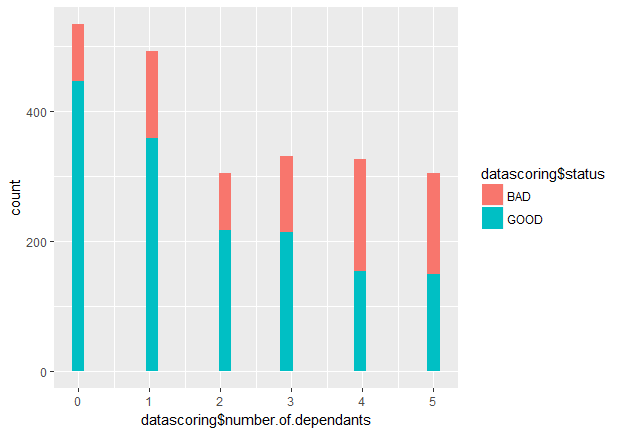 400
200
0
count
0 1 2 3 4 5
datascoring$number.of.dependants
datascoring$status
BAD
GOOD